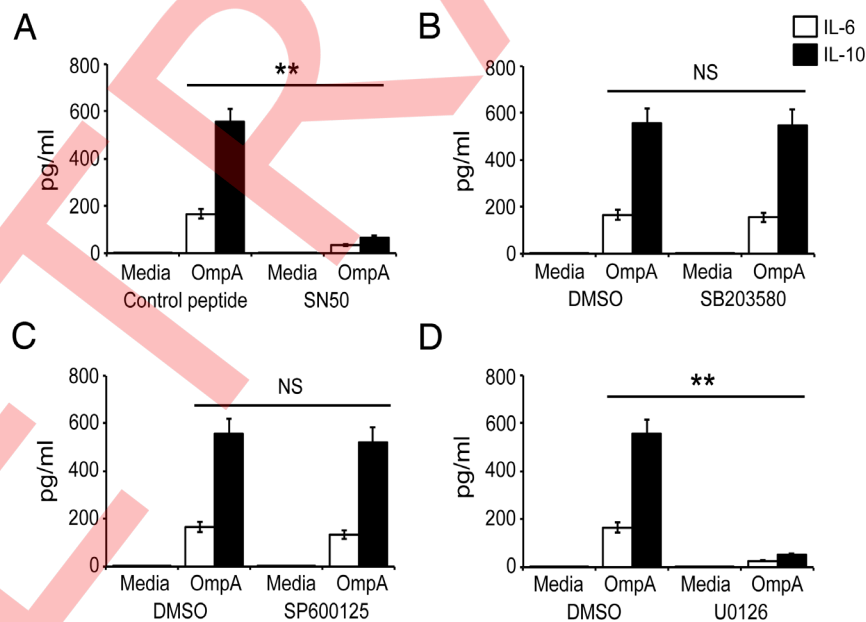 A
B
IL-6
IL-10
800
600
400
200
0
pg/ml
**
Media OmpA Media OmpA
Control peptide SN50
800
600
400
200
0
pg/ml
NS
Media OmpA Media OmpA
DMSO SB203580
C
D
800
600
400
200
0
pg/ml
NS
Media OmpA Media OmpA
DMSO SP600125
800
600
400
200
0
pg/ml
**
Media OmpA Media OmpA
DMSO U0126